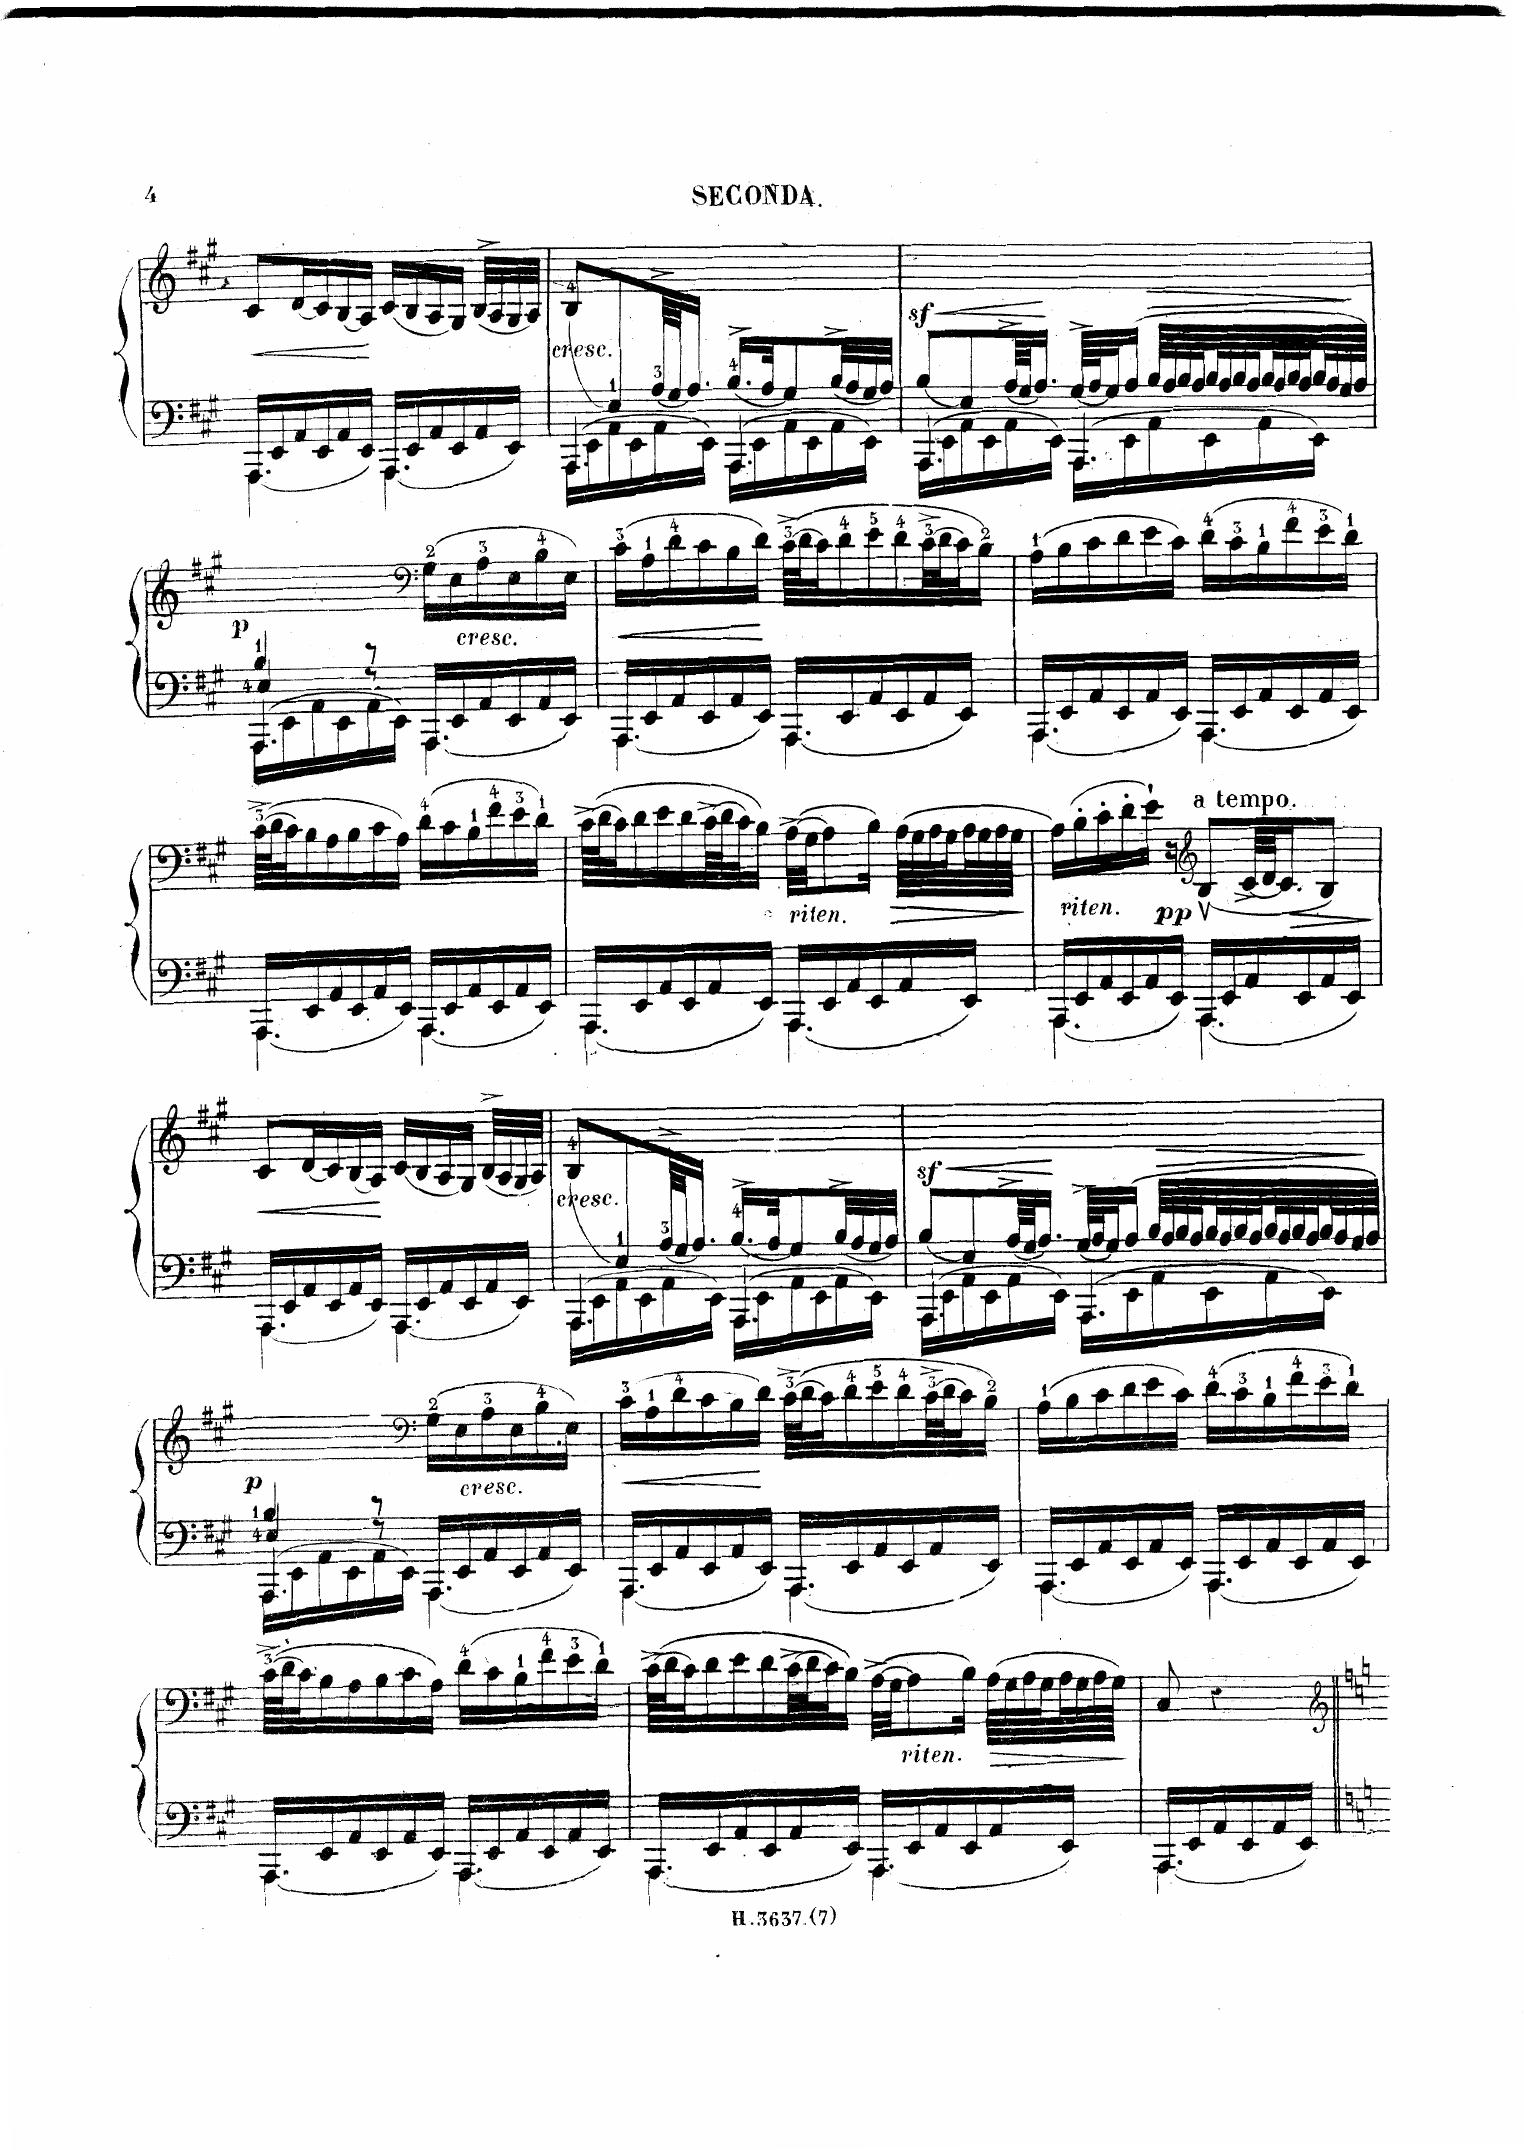 4
SECONDA.
cresc.
sf
p
cresc.
a tempo.
riten.
riten.
pp
cresc.
sf
p
cresc.
riten.
H.3637.(7)